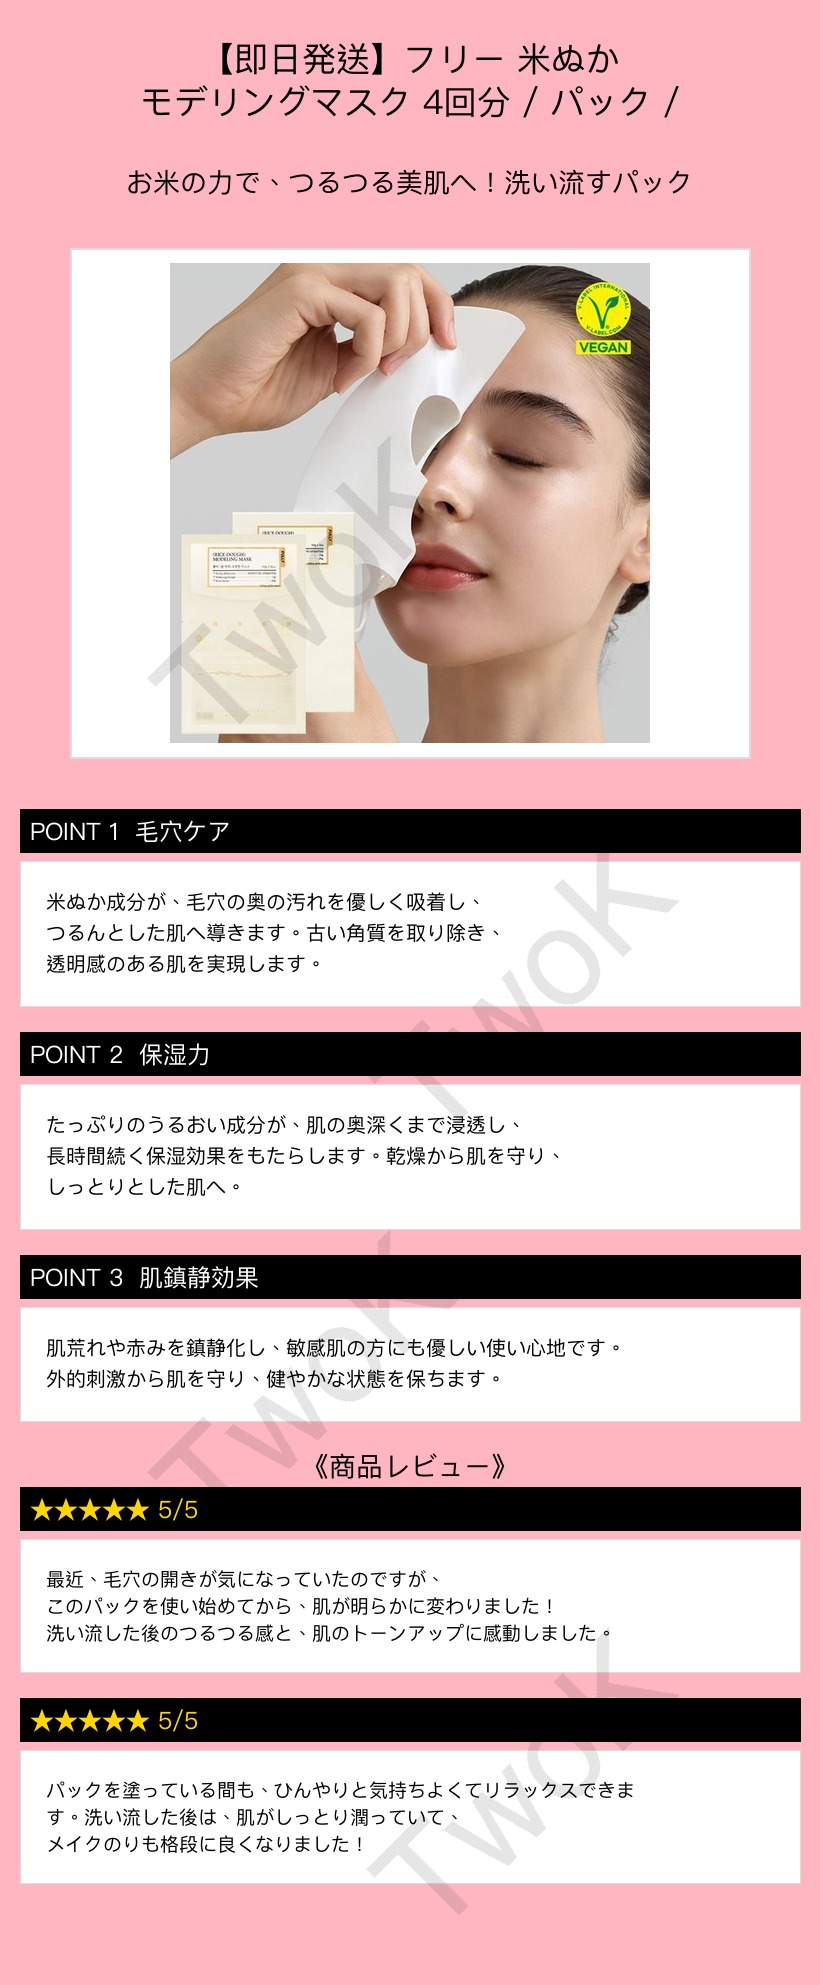 【即日発送】フリー 米ぬか
モデリングマスク 4回分 / パック /
お米の力で、つるつる美肌へ！洗い流すパック
V-LABEL INTERNATIONAL
V-LABEL.COM
VEGAN
(RICE-DOUGH)
(RICE-DOUGH)
MODELING MASK
FULLY
FULLY
TwoK
POINT 1 毛穴ケア
米ぬか成分が、毛穴の奥の汚れを優しく吸着し、
つるんとした肌へ導きます。古い角質を取り除き、
透明感のある肌を実現します。
TwoK
POINT 2 保湿力
たっぷりのうるおい成分が、肌の奥深くまで浸透し、
長時間続く保湿効果をもたらします。乾燥から肌を守り、
しっとりとした肌へ。
POINT 3 肌鎮静効果
肌荒れや赤みを鎮静化し、敏感肌の方にも優しい使い心地です。
外的刺激から肌を守り、健やかな状態を保ちます。
TwoK
《商品レビュー》
★★★★★ 5/5
最近、毛穴の開きが気になっていたのですが、
このパックを使い始めてから、肌が明らかに変わりました！
洗い流した後のつるつる感と、肌のトーンアップに感動しました。
★★★★★ 5/5
パックを塗っている間も、ひんやりと気持ちよくてリラックスできま
す。洗い流した後は、肌がしっとり潤っていて、
メイクのりも格段に良くなりました！
TwoK